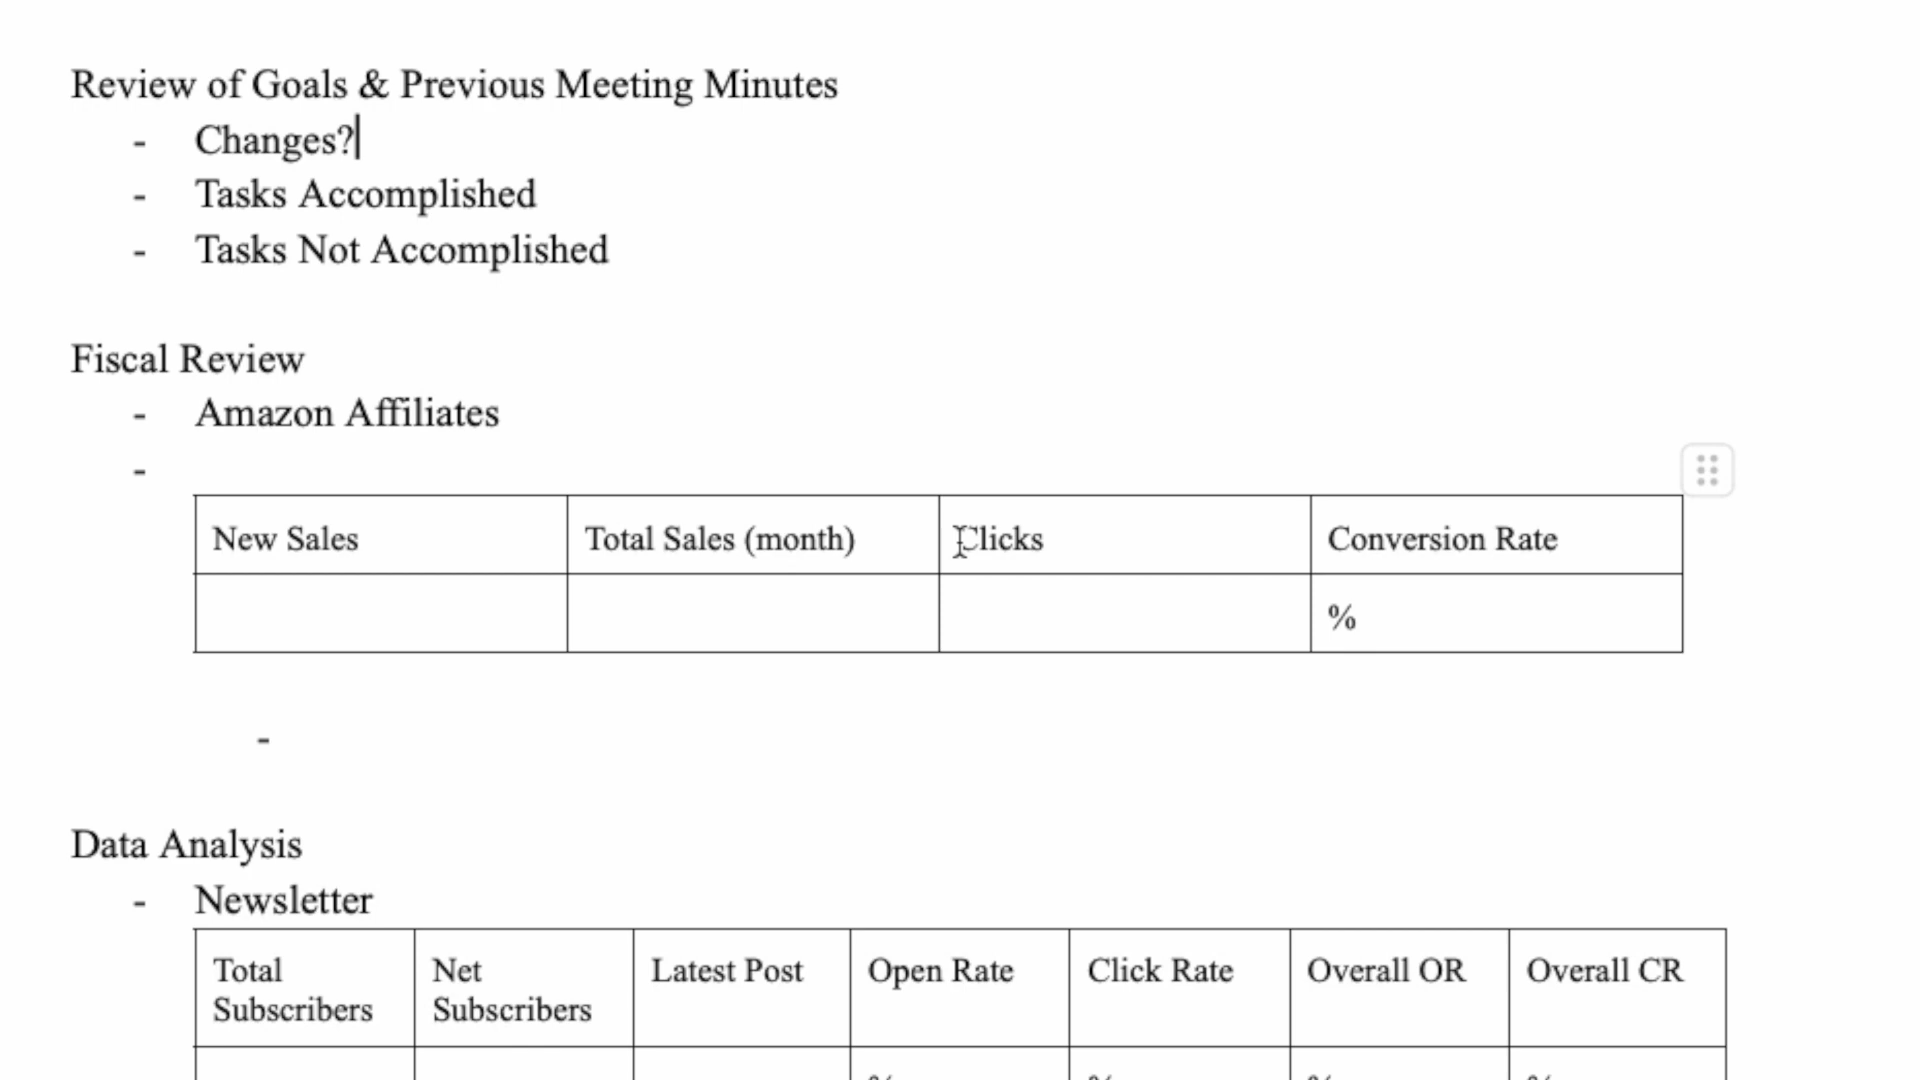 Review of Goals & Previous Meeting Minutes
- Changes?
- Tasks Accomplished
- Tasks Not Accomplished
Fiscal Review
- Amazon Affiliates
-
New Sales Total Sales (month) Clicks Conversion Rate
%
-
Data Analysis
- Newsletter
Total Subscribers Net Subscribers Latest Post Open Rate Click Rate Overall OR Overall CR
% % % %